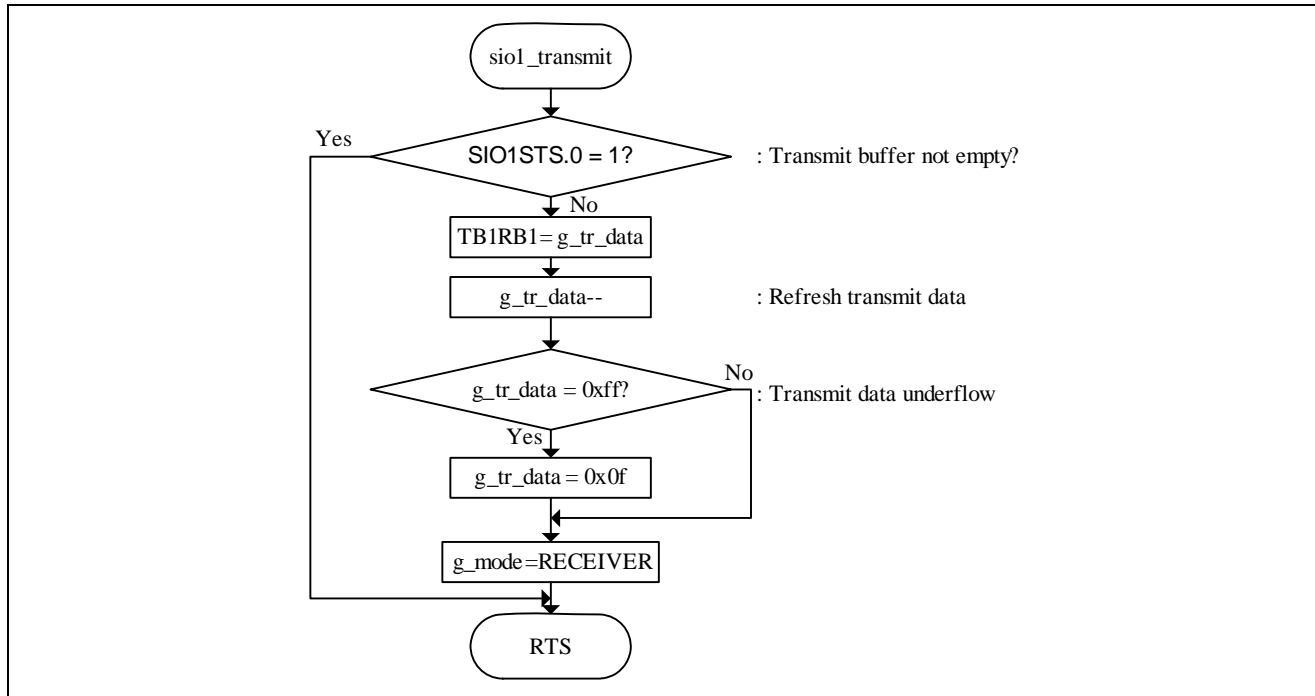 sio1_transmit
Yes
SIO1STS.0 = 1?
: Transmit buffer not empty?
No
TB1RB1= g_tr_data
g_tr_data--
: Refresh transmit data
No
g_tr_data = 0xff?
: Transmit data underflow
Yes
g_tr_data = 0x0f
g_mode=RECEIVER
RTS